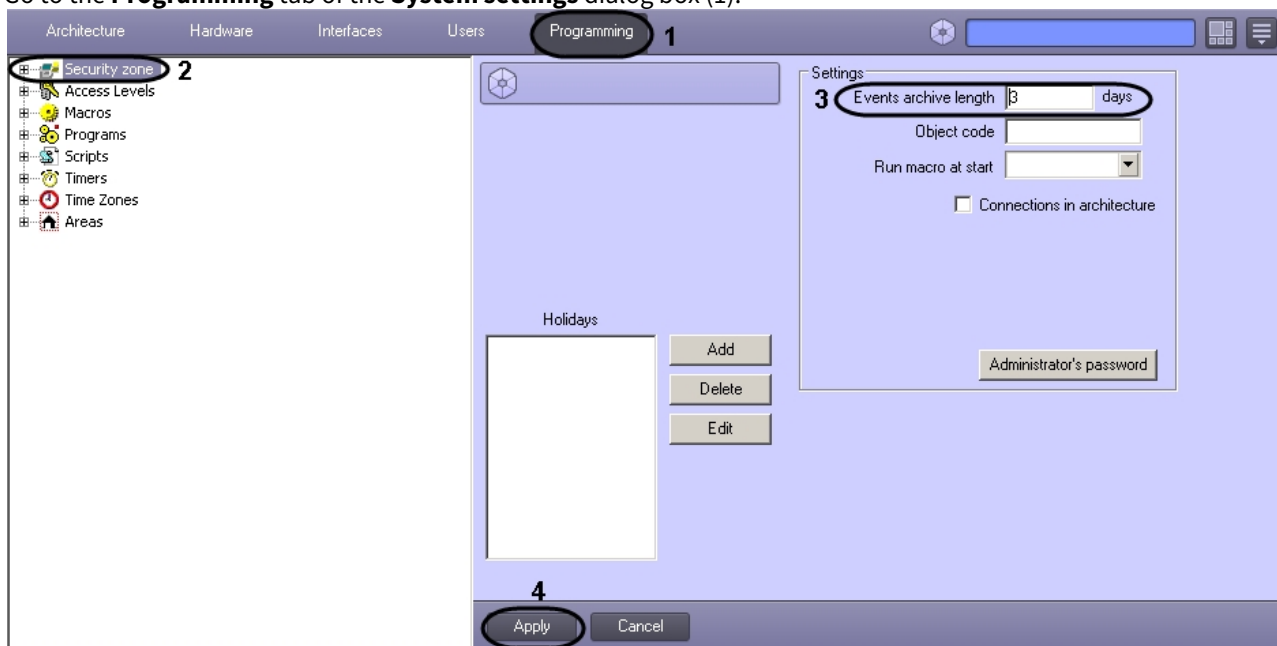 Go to the Programming tab of the System settings dialog box (1).
Architecture Hardware Interfaces Users Programming 1
Security zone 2
Access Levels
Macros
Programs
Scripts
Timers
Time Zones
Areas
Settings
3 Events archive length 3 days
Object code
Run macro at start
Connections in architecture
Administrator's password
Holidays
Add
Delete
Edit
4
Apply Cancel